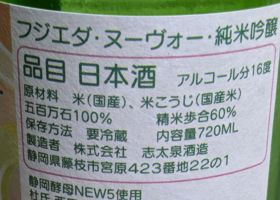 フジエダ・ヌーヴォー・純米吟醸
品目 日本酒 アルコール分16度
原材料 米(国産)、米こうじ(国産米)
五百万石100% 精米歩合60%
保存方法 要冷蔵 内容量720ML
製造者 株式会社 志太泉酒造
静岡県藤枝市宮原423番地22の1
静岡酵母NEW5使用
杜氏